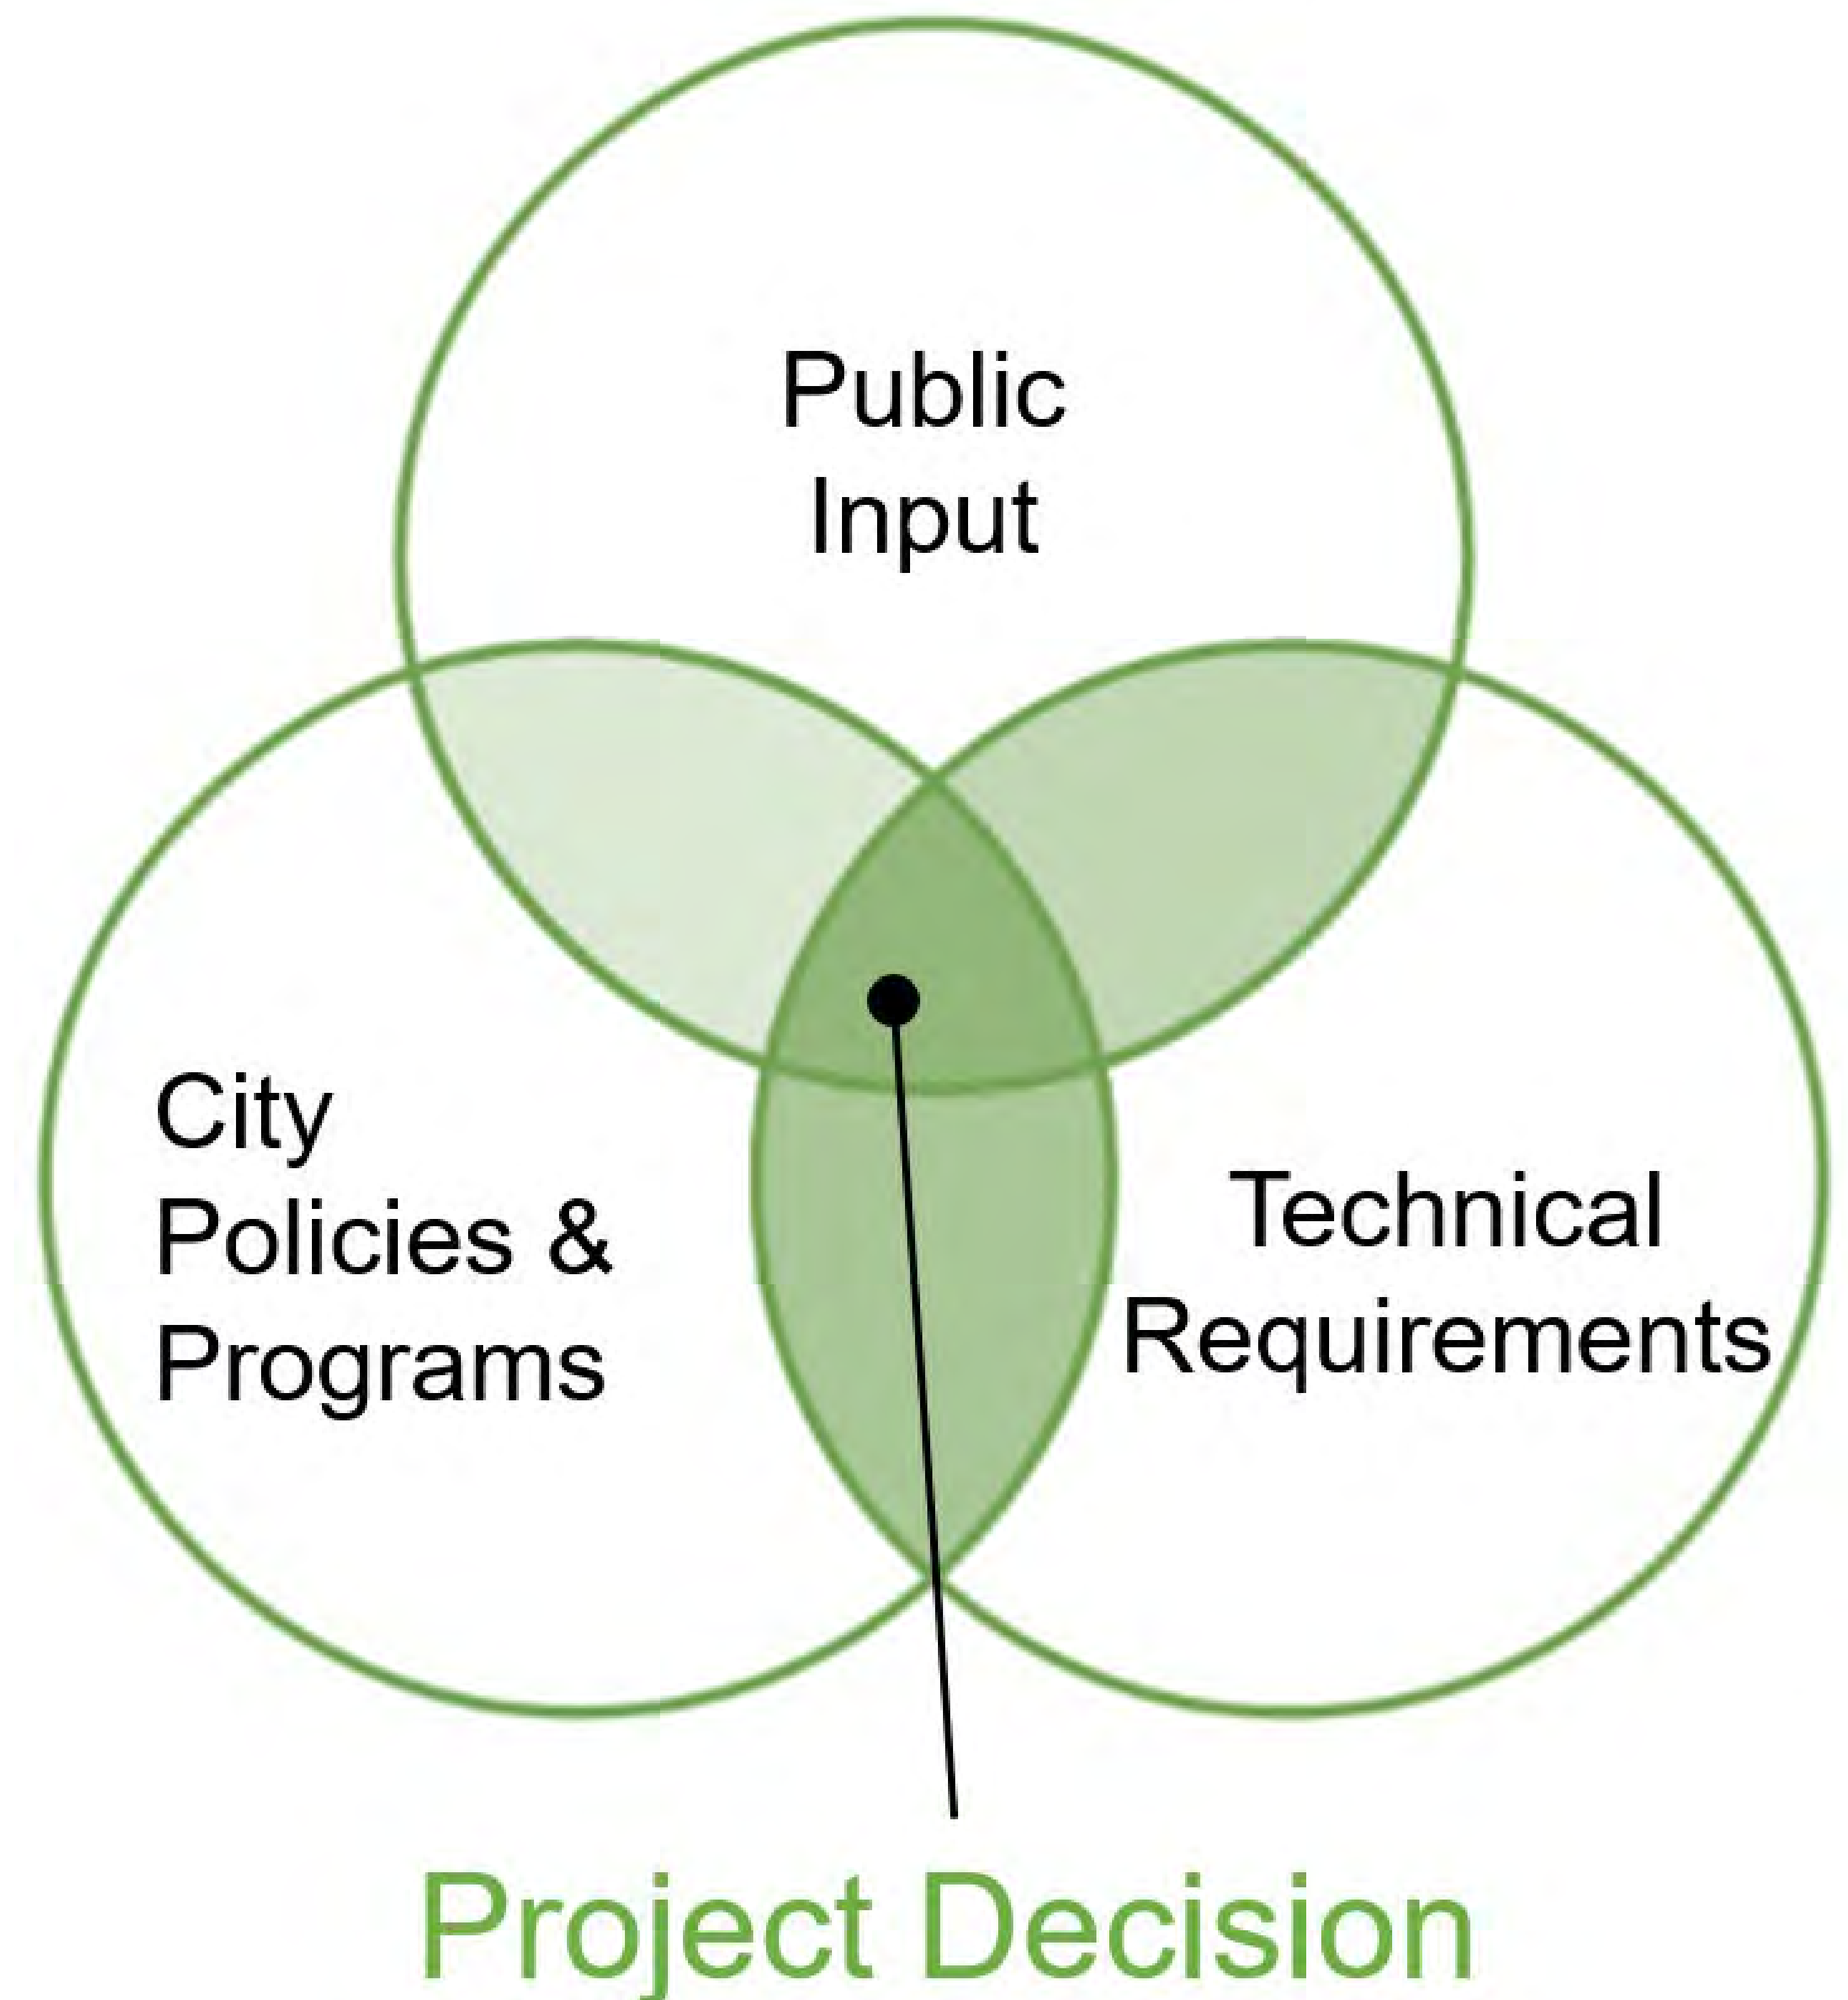 Public
Input
City
Policies &
Programs
Technical
Requirements
Project Decision